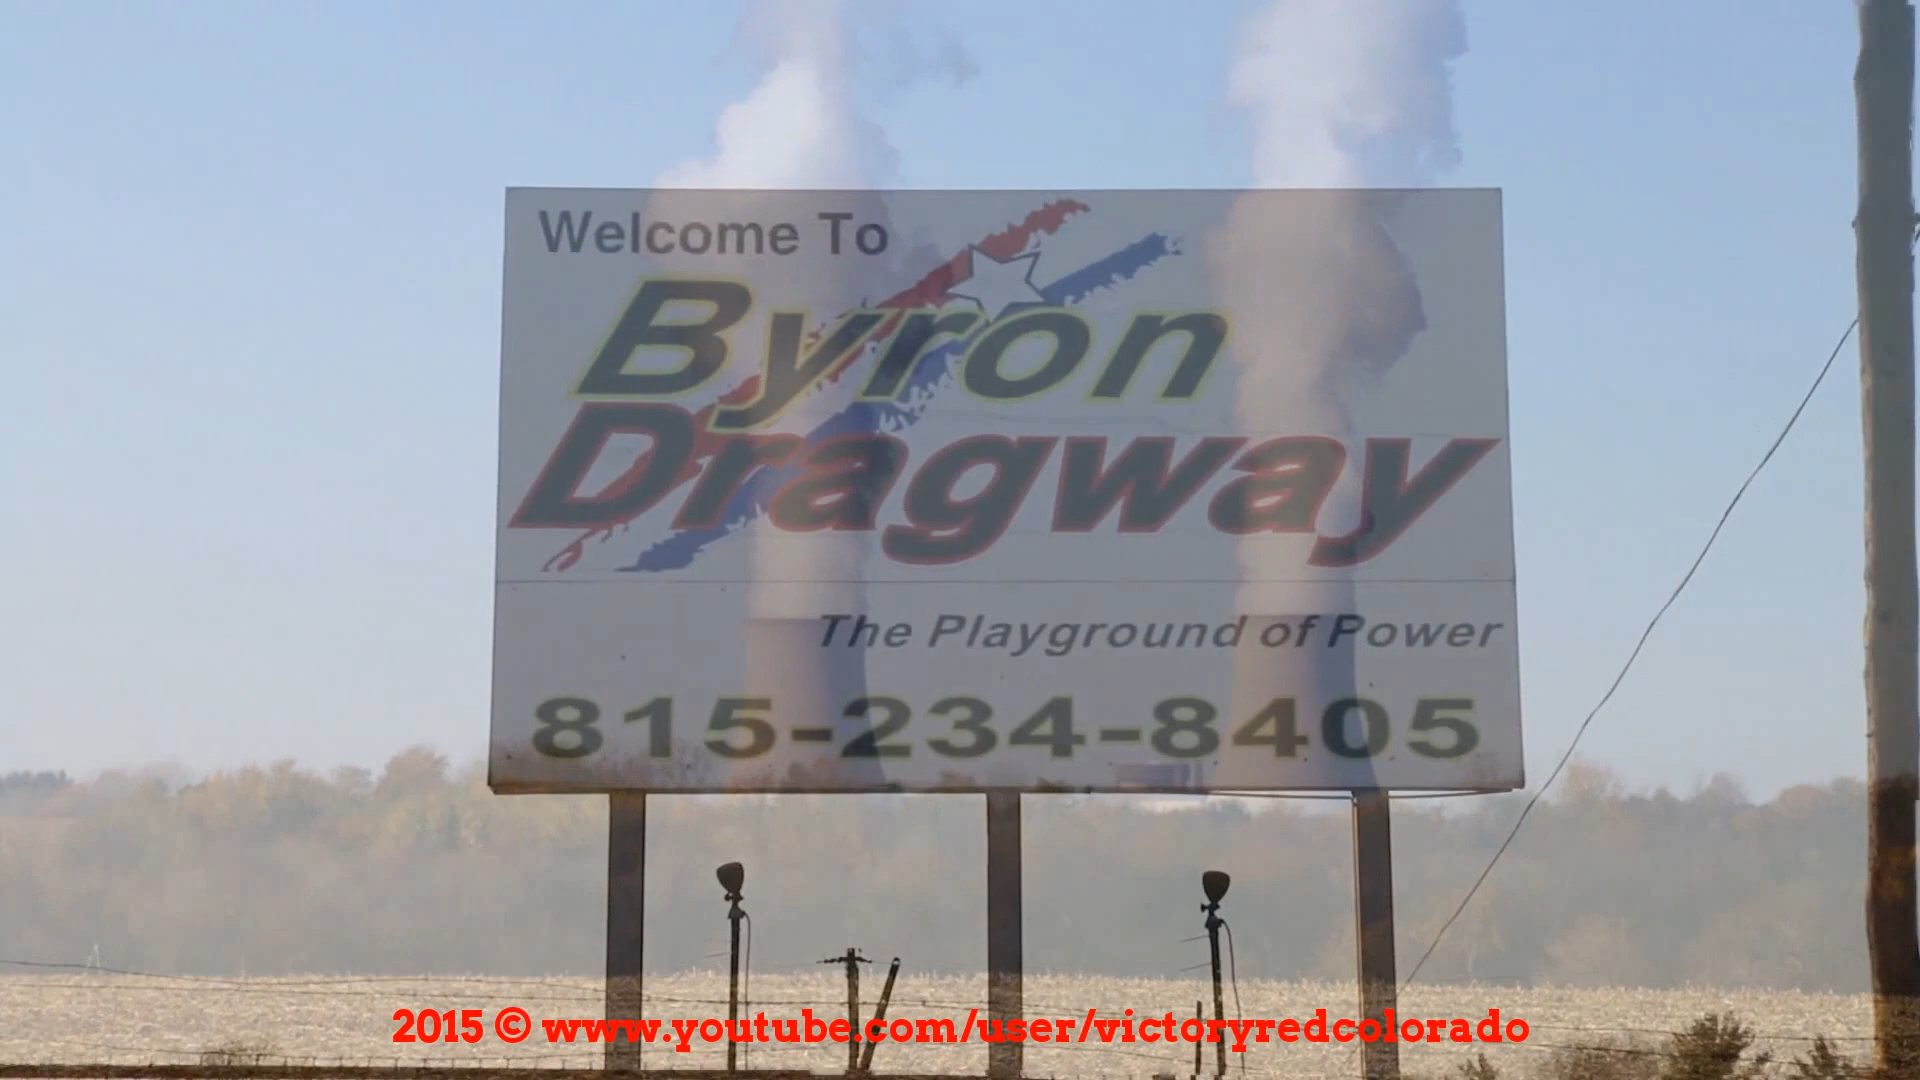 Welcome To
Byron
Dragway
The Playground of Power
815-234-8405
2015 © www.youtube.com/user/victoryredcolorado